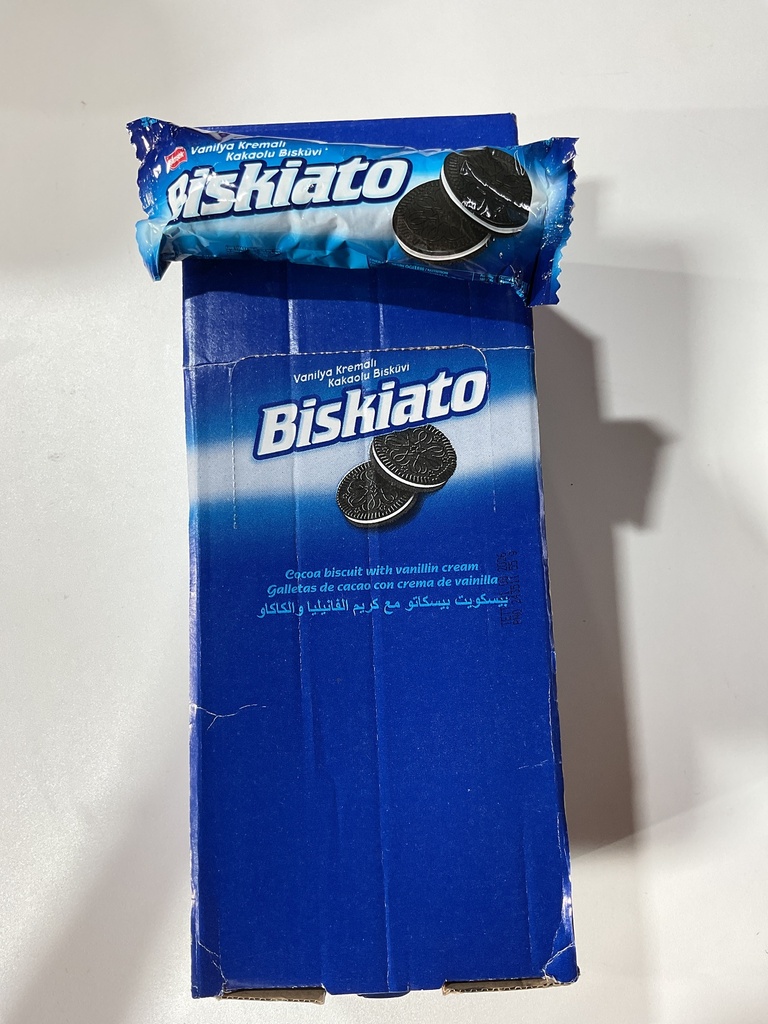 Vanilya Kremalı
Kakaolu Bisküvi
Biskiato
Vanilya Kremalı
Kakaolu Bisküvi
Biskiato
Cocoa biscuit with vanillin cream
Galletas de cacao con crema de vainilla
بيسكويت بيسكاتو مع كريم الفانيليا والكاكاو